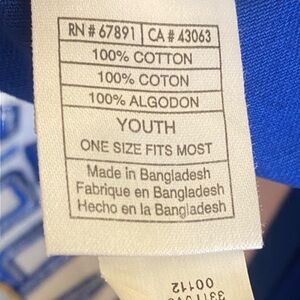 RN # 67891 CA # 43063
100% COTTON
100% COTON
100% ALGODON
YOUTH
ONE SIZE FITS MOST
Made in Bangladesh
Fabrique en Bangladesh
Hecho en la Bangladesh
00112